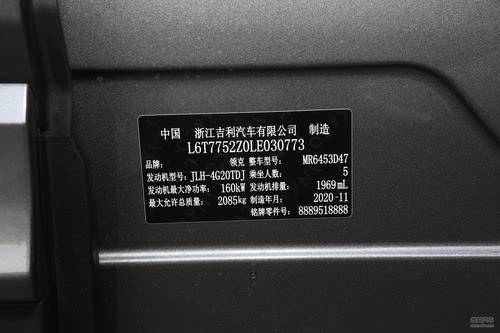 中国 浙江吉利汽车有限公司 制造
L6T7752Z0LE030773
品牌: 领克 整车型号: MR6453D47
发动机型号: JLH-4G20TDJ 乘坐人数: 5
发动机最大净功率: 160kW 发动机排量: 1969mL
最大允许总质量: 2085kg 制造年月: 2020-11
铭牌零件号: 8889518888